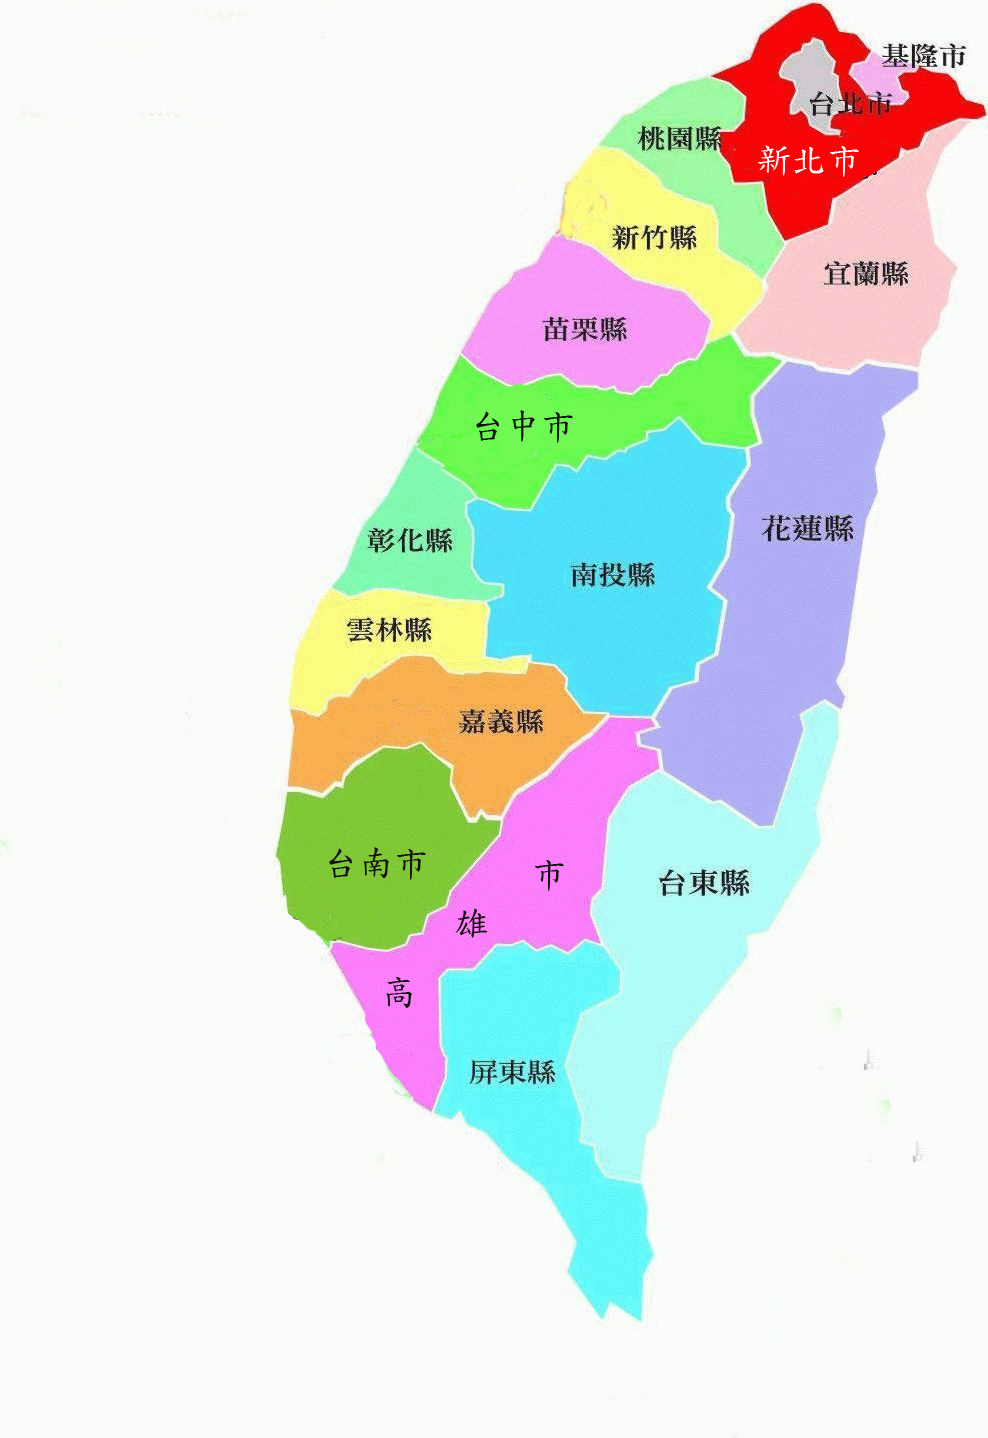 基隆市
台北市
桃園縣
新北市
新竹縣
宜蘭縣
苗栗縣
台中市
花蓮縣
彰化縣
南投縣
雲林縣
嘉義縣
台南市
高雄市
台東縣
屏東縣